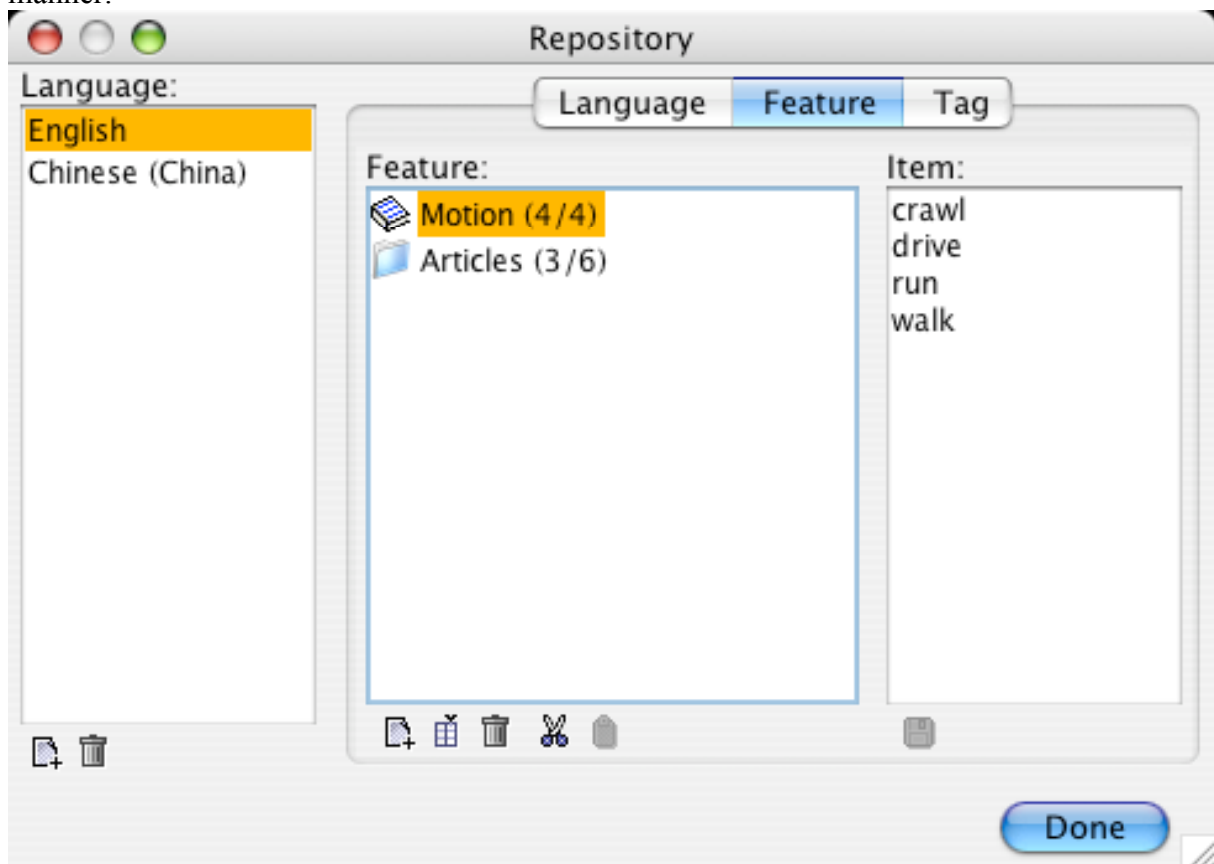 manner:
Repository
Language:
English
Chinese (China)
Language Feature Tag
Feature:
Motion (4/4)
Articles (3/6)
Item:
crawl
drive
run
walk
Done